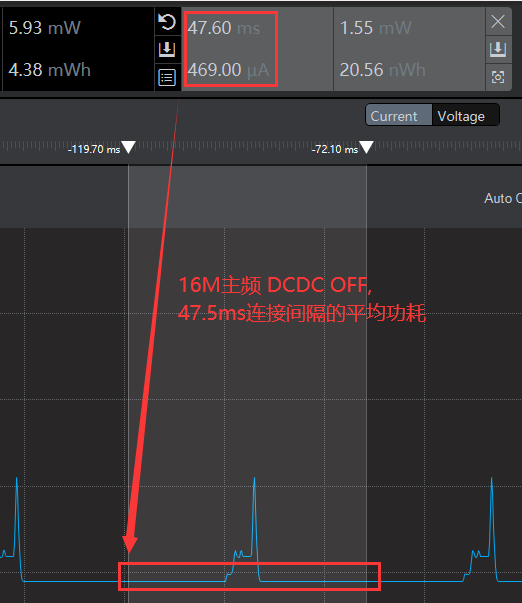 5.93 mW
47.60 ms
1.55 mW
4.38 mWh
469.00 µA
20.56 nWh
Current
Voltage
-119.70 ms
-72.10 ms
Auto
16M主频 DCDC OFF,
47.5ms连接间隔的平均功耗